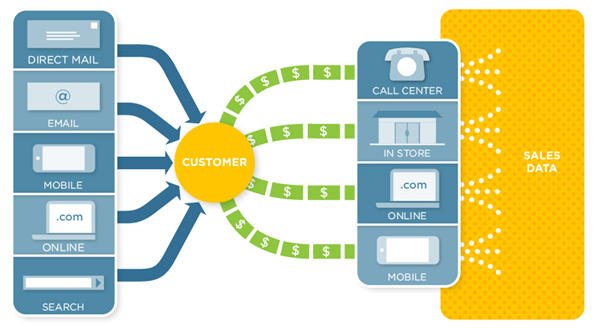 DIRECT MAIL
@
EMAIL
MOBILE
.com
ONLINE
SEARCH
CUSTOMER
$ $ $ $
$ $ $ $
$ $ $ $
$ $ $ $
CALL CENTER
IN STORE
.com
ONLINE
MOBILE
SALES
DATA